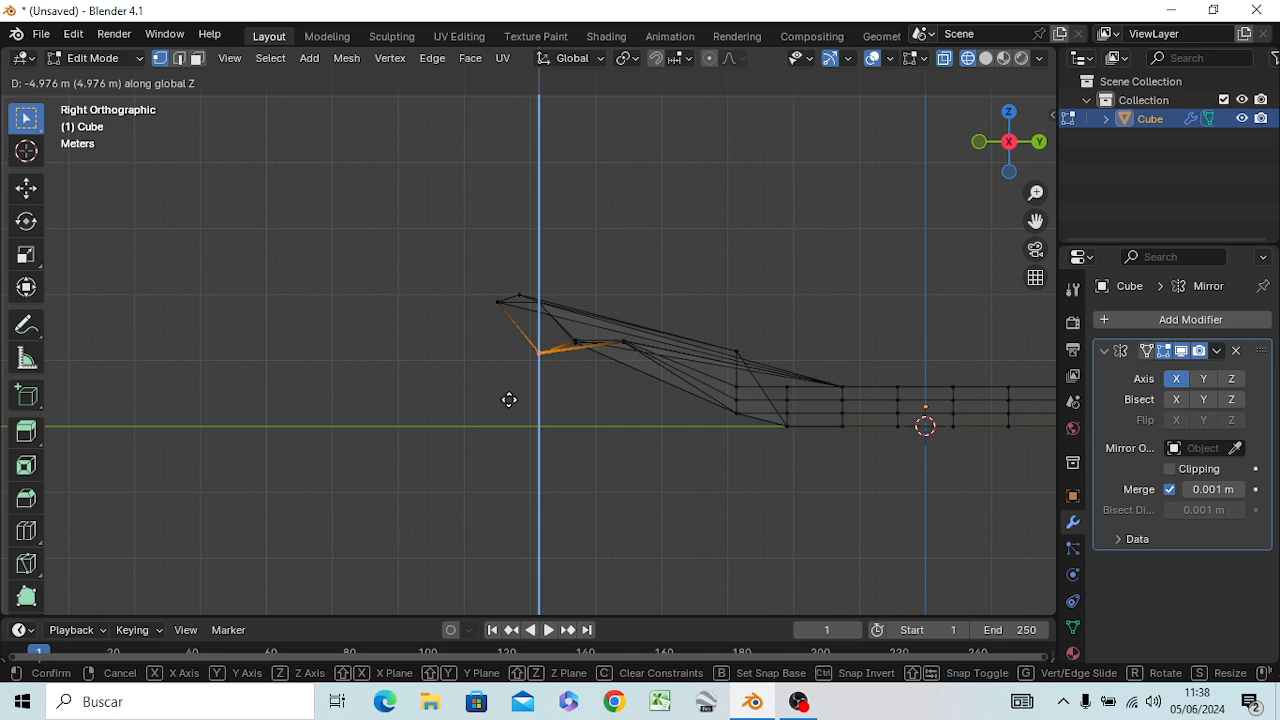 * (Unsaved) - Blender 4.1
File Edit Render Window Help Layout Modeling Sculpting UV Editing Texture Paint Shading Animation Rendering Compositing Geomet Scene ViewLayer
Edit Mode View Select Add Mesh Vertex Edge Face UV Global Search
D: -4.976 m (4.976 m) along global Z
Right Orthographic
(1) Cube
Meters
Z
Y
X
Scene Collection
Collection
Cube
Search
Cube Mirror
Add Modifier
Axis X Y Z
Bisect X Y Z
Flip X Y Z
Mirror O... Object
Clipping
Merge 0.001 m
Bisect Di... 0.001 m
Data
Playback Keying View Marker 1 Start 1 End 250
1 20 40 60 80 100 120 140 160 180 200 220 240
Confirm Cancel X X Axis Y Y Axis Z Z Axis X X Plane Y Y Plane Z Z Plane C Clear Constraints B Set Snap Base Ctrl Snap Invert Snap Toggle G Vert/Edge Slide R Rotate S Resize
Buscar
11:38
05/06/2024
2